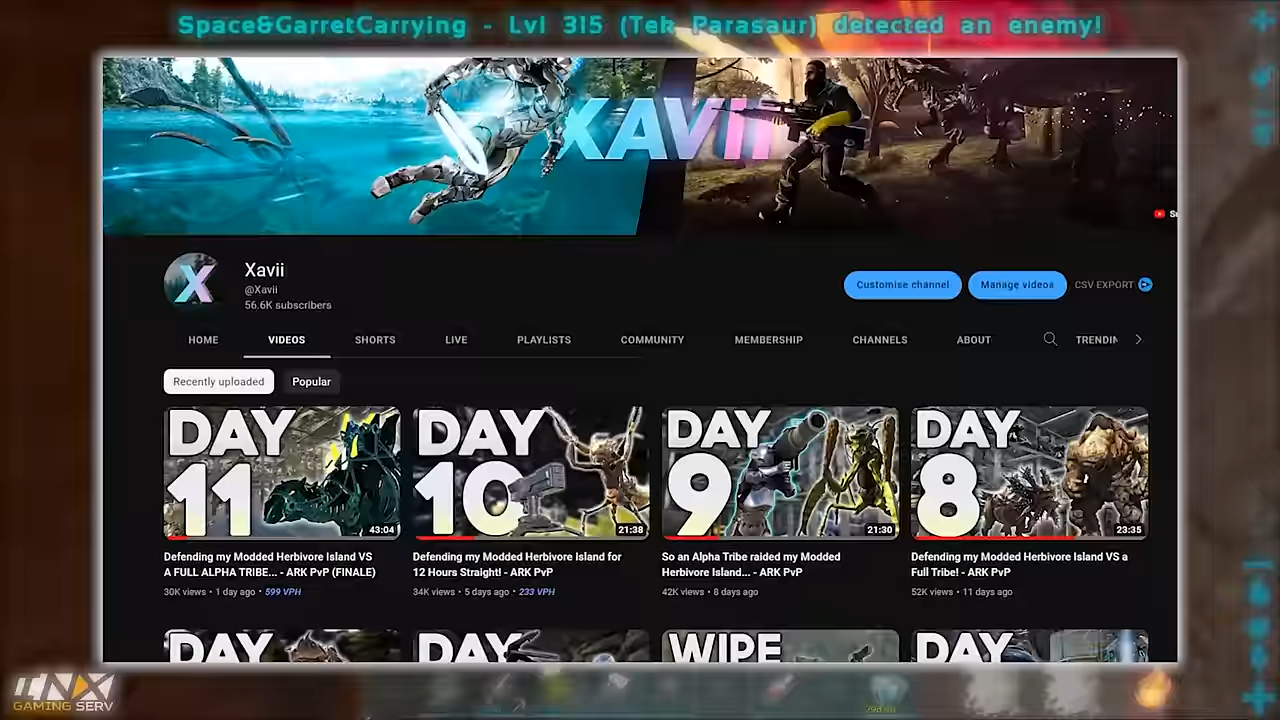 Space&GarretCarrying - Lvl 315 (Tek Parasaur) detected an enemy!
XAVII
Xavii
@Xavii
56.6K subscribers
Customise channel
Manage videos
CSV EXPORT
HOME
VIDEOS
SHORTS
LIVE
PLAYLISTS
COMMUNITY
MEMBERSHIP
CHANNELS
ABOUT
TRENDIN
Recently uploaded
Popular
DAY
11
43:04
Defending my Modded Herbivore Island VS
A FULL ALPHA TRIBE... - ARK PvP (FINALE)
30K views • 1 day ago • 599 VPH
DAY
10
21:38
Defending my Modded Herbivore Island for
12 Hours Straight! - ARK PvP
34K views • 5 days ago • 233 VPH
DAY
9
21:30
So an Alpha Tribe raided my Modded
Herbivore Island... - ARK PvP
42K views • 8 days ago
DAY
8
23:35
Defending my Modded Herbivore Island VS a
Full Tribe! - ARK PvP
52K views • 11 days ago
DAY
DAY
WIPE
DAY
GAMING SERV